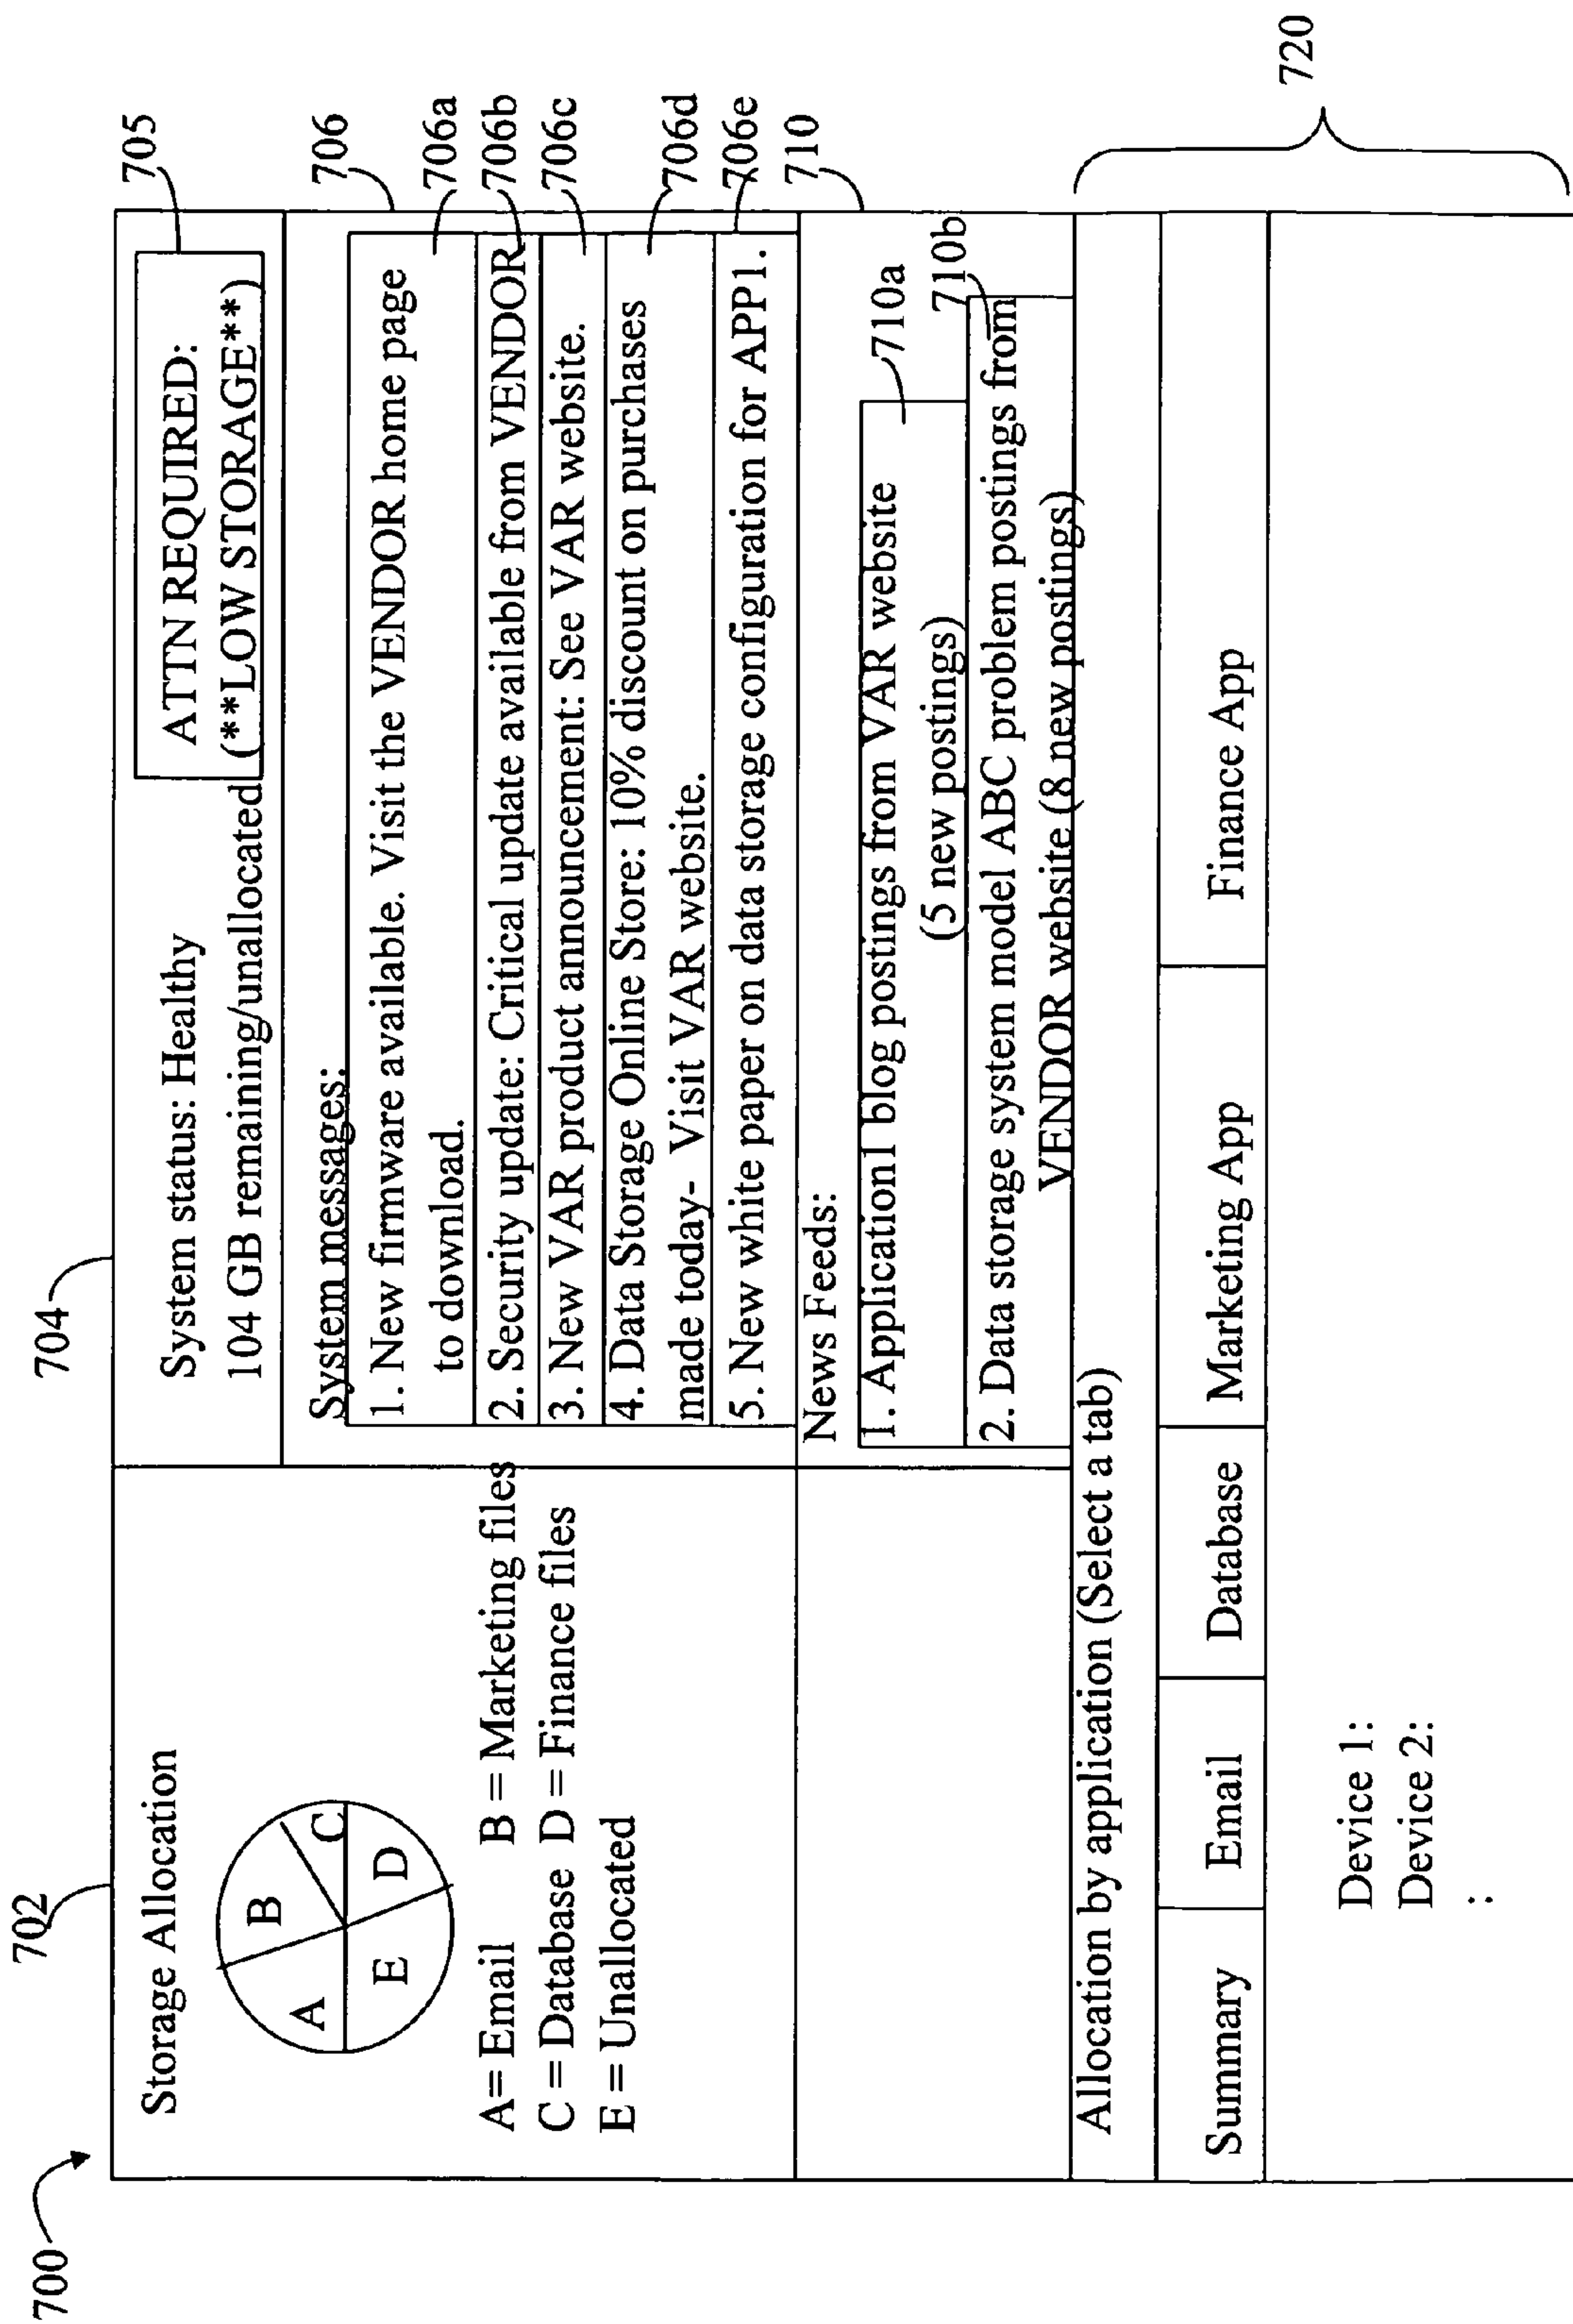 700
702
704
Storage Allocation
A
B
C
D
E
A= Email    B = Marketing files
C = Database  D = Finance files
E = Unallocated
System status: Healthy
104 GB remaining/unallocated
ATTN REQUIRED:
(**LOW STORAGE**)
705
System messages:
706
1. New firmware available. Visit the VENDOR home page
to download.
706a
2. Security update: Critical update available from VENDOR
706b
3. New VAR product announcement: See VAR website.
706c
4. Data Storage Online Store: 10% discount on purchases
made today-  Visit VAR website.
706d
5. New white paper on data storage configuration for APP1.
706e
News Feeds:
710
1. Application1 blog postings from VAR website
(5 new postings)
710a
2. Data storage system model ABC problem postings from
VENDOR website (8 new postings)
710b
Allocation by application (Select a tab)
720
Summary  Email  Database  Marketing App  Finance App
Device 1:
Device 2:
: